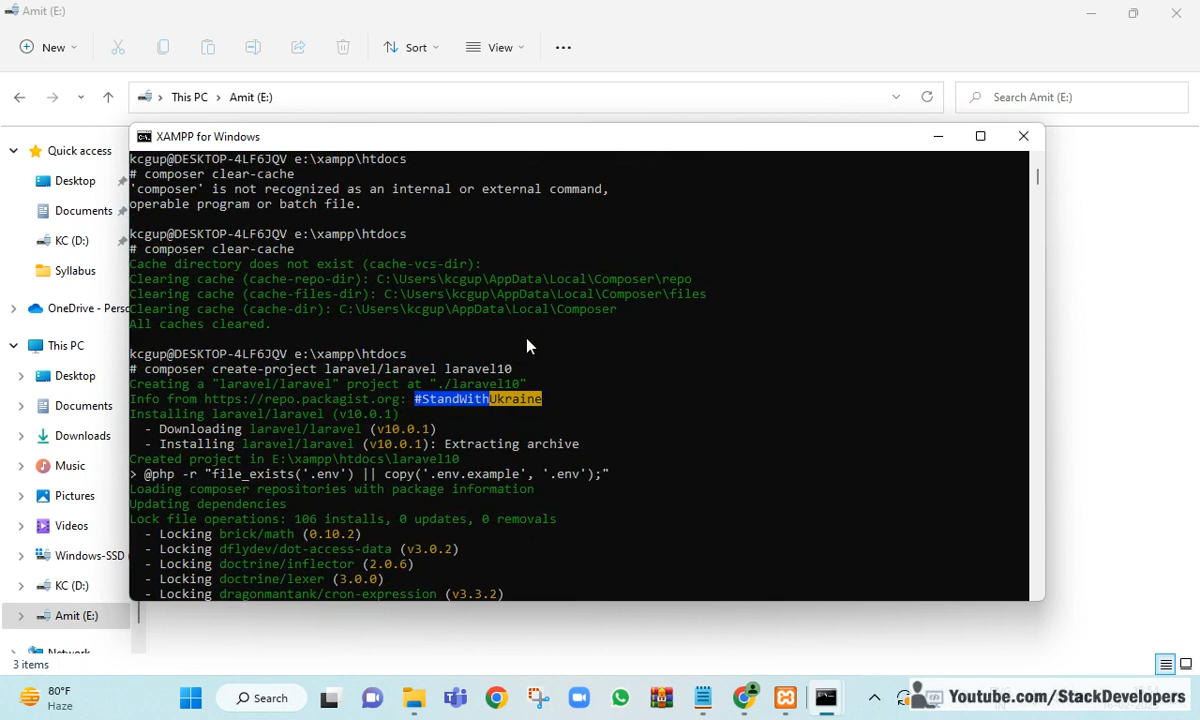 Amit (E:)
New
Sort
View
This PC > Amit (E:)
Search Amit (E:)
XAMPP for Windows
Quick access
Desktop
Documents
KC (D:)
Syllabus
OneDrive - Perso
This PC
Desktop
Documents
Downloads
Music
Pictures
Videos
Windows-SSD
KC (D:)
Amit (E:)
Network
kcgup@DESKTOP-4LF6JQV e:\xampp\htdocs
# composer clear-cache
'composer' is not recognized as an internal or external command,
operable program or batch file.
kcgup@DESKTOP-4LF6JQV e:\xampp\htdocs
# composer clear-cache
Cache directory does not exist (cache-vcs-dir):
Clearing cache (cache-repo-dir): C:\Users\kcgup\AppData\Local\Composer\repo
Clearing cache (cache-files-dir): C:\Users\kcgup\AppData\Local\Composer\files
Clearing cache (cache-dir): C:\Users\kcgup\AppData\Local\Composer
All caches cleared.
kcgup@DESKTOP-4LF6JQV e:\xampp\htdocs
# composer create-project laravel/laravel laravel10
Creating a "laravel/laravel" project at "./laravel10"
Info from https://repo.packagist.org: #StandWithUkraine
Installing laravel/laravel (v10.0.1)
- Downloading laravel/laravel (v10.0.1)
- Installing laravel/laravel (v10.0.1): Extracting archive
Created project in E:\xampp\htdocs\laravel10
> @php -r "file_exists('.env') || copy('.env.example', '.env');"
Loading composer repositories with package information
Updating dependencies
Lock file operations: 106 installs, 0 updates, 0 removals
- Locking brick/math (0.10.2)
- Locking dflydev/dot-access-data (v3.0.2)
- Locking doctrine/inflector (2.0.6)
- Locking doctrine/lexer (3.0.0)
- Locking dragonmantank/cron-expression (v3.3.2)
3 items
80°F
Haze
Search
Youtube.com/StackDevelopers